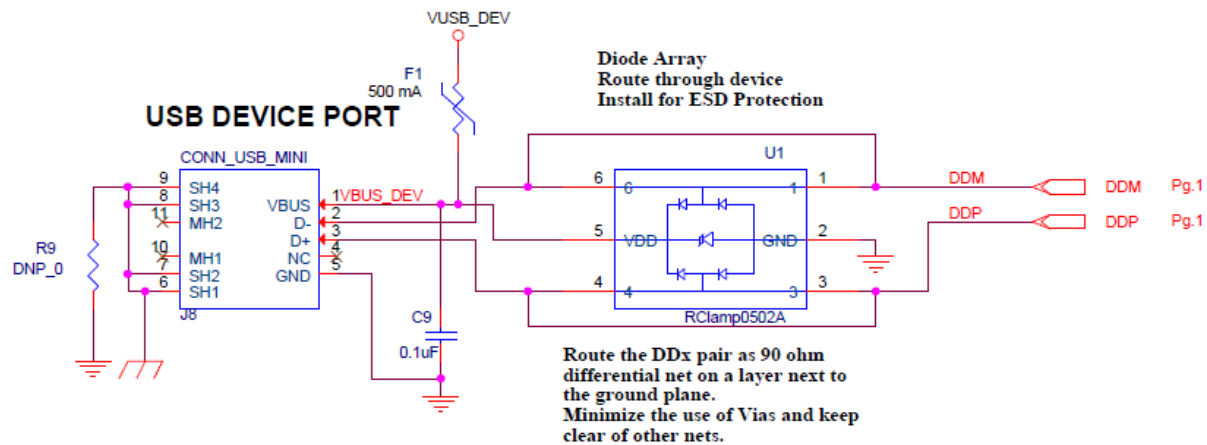 VUSB_DEV
F1
500 mA
Diode Array
Route through device
Install for ESD Protection
USB DEVICE PORT
CONN_USB_MINI
U1
9 SH4
8 SH3
11 MH2
10 MH1
7 SH2
6 SH1
VBUS 1 VBUS_DEV
D- 2
D+ 3
NC 4
GND 5
J8
R9
DNP_0
C9
0.1uF
6 6 1 1
5 VDD GND 2
4 4 3 3
RClamp0502A
DDM DDM Pg.1
DDP DDP Pg.1
Route the DDx pair as 90 ohm
differential net on a layer next to
the ground plane.
Minimize the use of Vias and keep
clear of other nets.